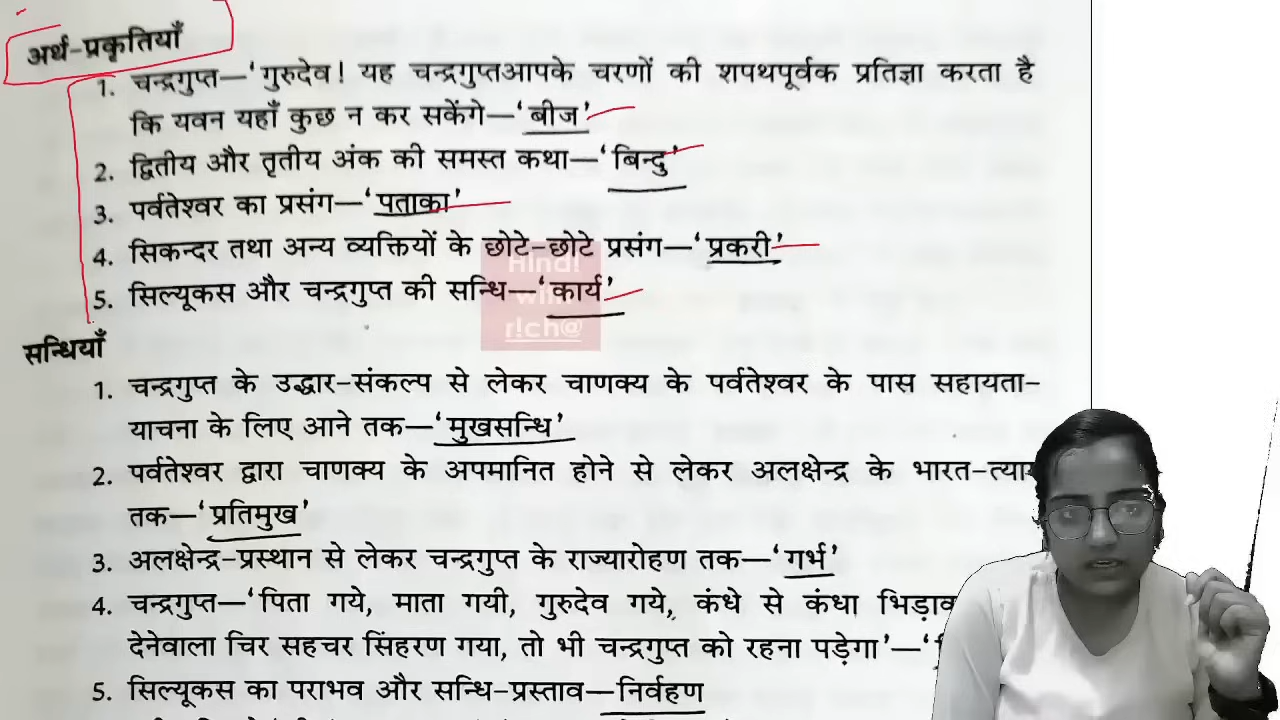 अर्थ-प्रकृतियाँ
1. चन्द्रगुप्त—'गुरुदेव! यह चन्द्रगुप्तआपके चरणों की शपथपूर्वक प्रतिज्ञा करता है
कि यवन यहाँ कुछ न कर सकेंगे—'बीज'
2. द्वितीय और तृतीय अंक की समस्त कथा—'बिन्दु'
3. पर्वतेश्वर का प्रसंग—'पताका'
4. सिकन्दर तथा अन्य व्यक्तियों के छोटे-छोटे प्रसंग—'प्रकरी'
5. सिल्यूकस और चन्द्रगुप्त की सन्धि—'कार्य'
H!nd!
w!th
r!ch@
सन्धियाँ
1. चन्द्रगुप्त के उद्धार-संकल्प से लेकर चाणक्य के पर्वतेश्वर के पास सहायता-
याचना के लिए आने तक—'मुखसन्धि'
2. पर्वतेश्वर द्वारा चाणक्य के अपमानित होने से लेकर अलक्षेन्द्र के
तक—'प्रतिमुख'
3. अलक्षेन्द्र-प्रस्थान से लेकर चन्द्रगुप्त के राज्यारोहण तक—'गर्भ'
4. चन्द्रगुप्त—'पिता गये, माता गयी, गुरुदेव गये, कंधे से कंधा
देनेवाला चिर सहचर सिंहरण गया, तो भी चन्द्रगुप्त को रहना पड़ेगा'—'
5. सिल्यूकस का पराभव और सन्धि-प्रस्ताव—निर्वहण